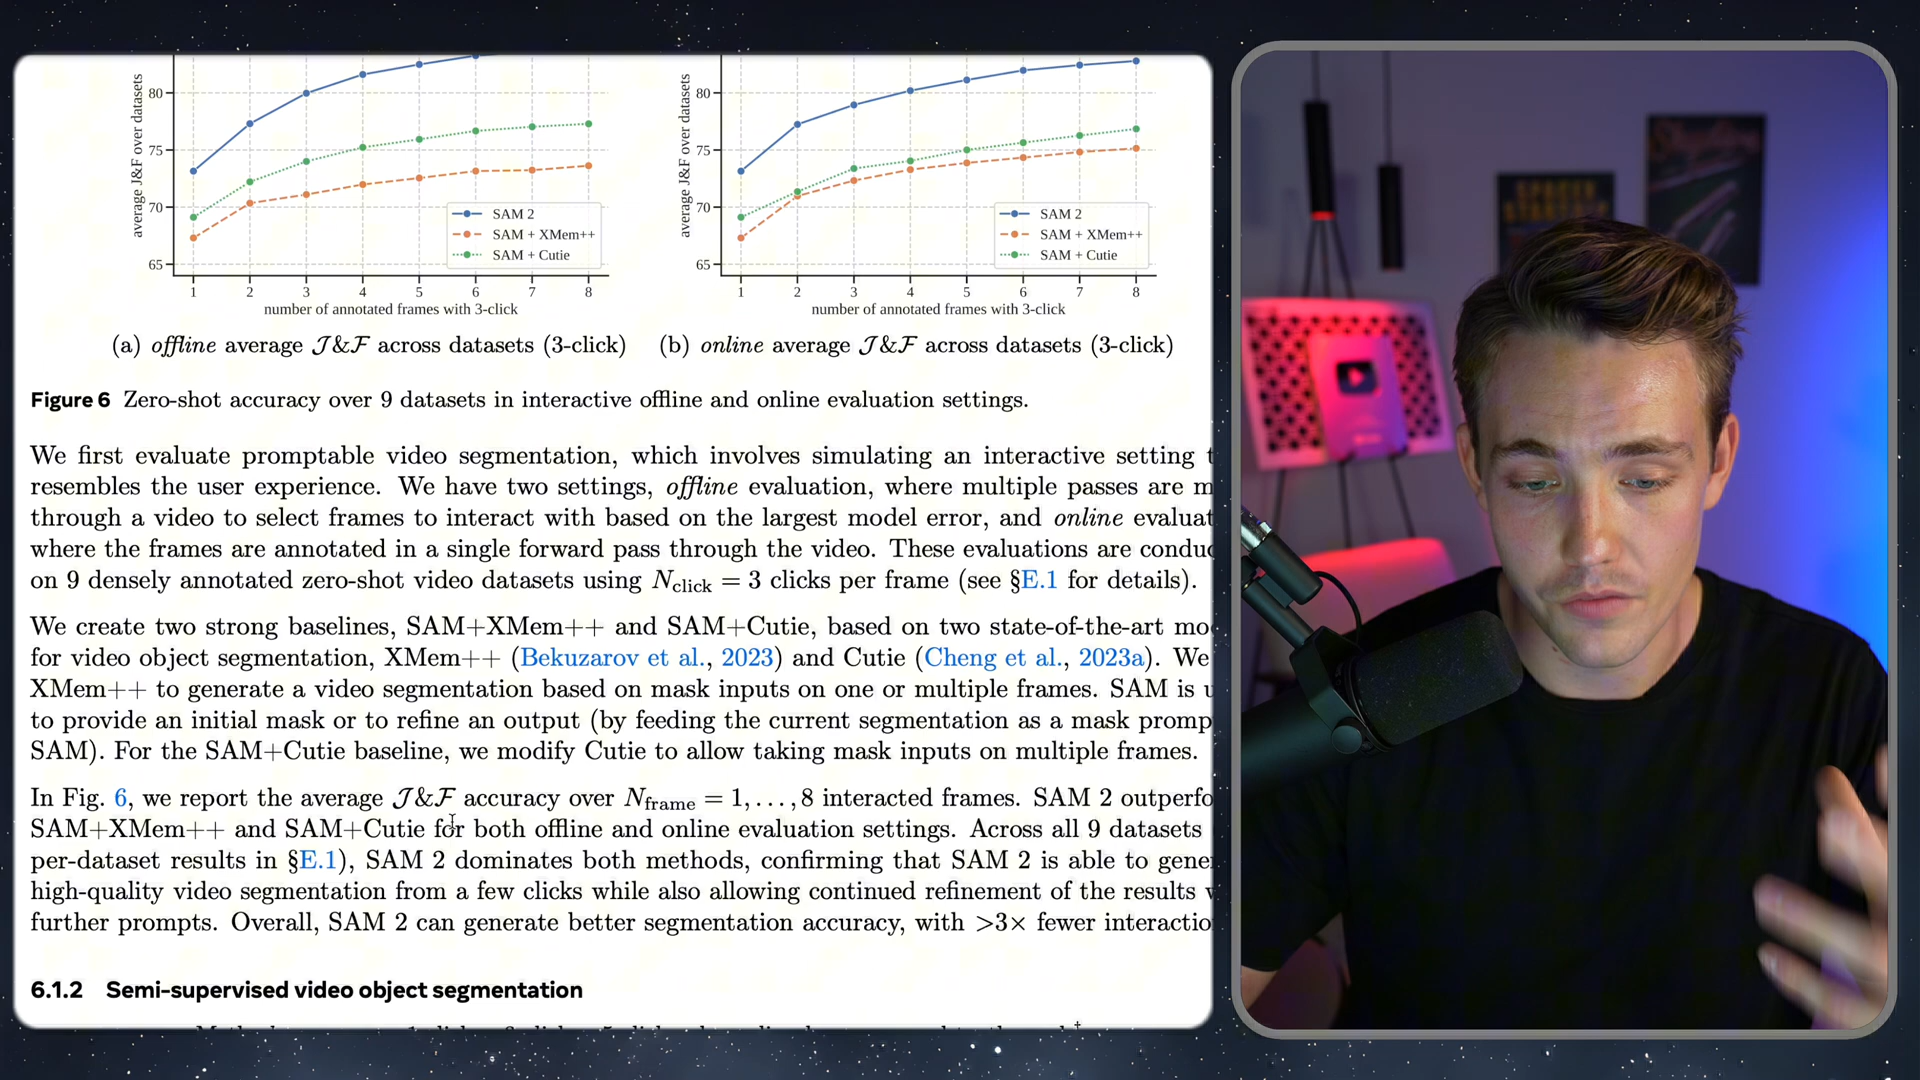 80
75
70
65
average J&F over datasets
SAM 2
SAM + XMem++
SAM + Cutie
1 2 3 4 5 6 7 8
number of annotated frames with 3-click
80
75
70
65
average J&F over datasets
SAM 2
SAM + XMem++
SAM + Cutie
1 2 3 4 5 6 7 8
number of annotated frames with 3-click
(a) offline average J&F across datasets (3-click)
(b) online average J&F across datasets (3-click)
Figure 6 Zero-shot accuracy over 9 datasets in interactive offline and online evaluation settings.
We first evaluate promptable video segmentation, which involves simulating an interactive setting t
resembles the user experience. We have two settings, offline evaluation, where multiple passes are m
through a video to select frames to interact with based on the largest model error, and online evaluat
where the frames are annotated in a single forward pass through the video. These evaluations are conduc
on 9 densely annotated zero-shot video datasets using Nclick = 3 clicks per frame (see §E.1 for details).
We create two strong baselines, SAM+XMem++ and SAM+Cutie, based on two state-of-the-art mo
for video object segmentation, XMem++ (Bekuzarov et al., 2023) and Cutie (Cheng et al., 2023a). We
XMem++ to generate a video segmentation based on mask inputs on one or multiple frames. SAM is u
to provide an initial mask or to refine an output (by feeding the current segmentation as a mask promp
SAM). For the SAM+Cutie baseline, we modify Cutie to allow taking mask inputs on multiple frames.
In Fig. 6, we report the average J&F accuracy over Nframe = 1, . . . , 8 interacted frames. SAM 2 outperfo
SAM+XMem++ and SAM+Cutie for both offline and online evaluation settings. Across all 9 datasets
per-dataset results in §E.1), SAM 2 dominates both methods, confirming that SAM 2 is able to gene
high-quality video segmentation from a few clicks while also allowing continued refinement of the results w
further prompts. Overall, SAM 2 can generate better segmentation accuracy, with >3× fewer interactio
6.1.2 Semi-supervised video object segmentation